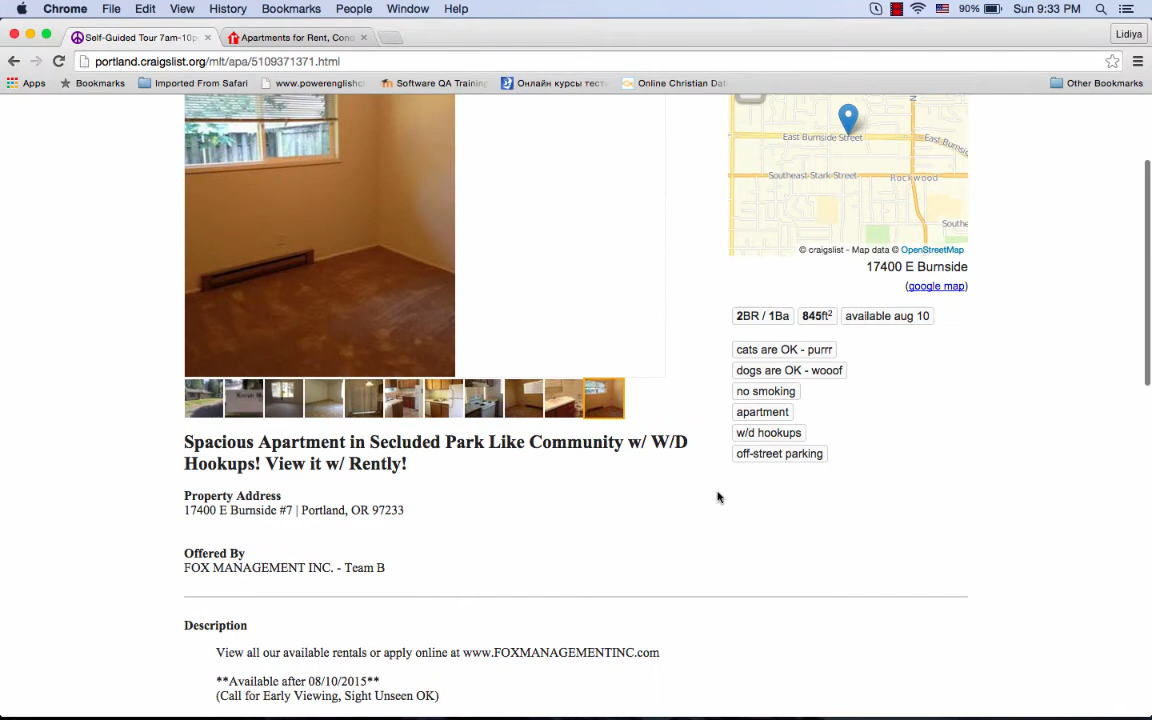 Chrome File Edit View History Bookmarks People Window Help 90% Sun 9:33 PM
Self-Guided Tour 7am-10p Apartments for Rent, Cond Lidiya
portland.craigslist.org/mlt/apa/5109371371.html
Apps Bookmarks Imported From Safari www.powerenglish Software QA Training Онлайн курсы тест Online Christian Dat Other Bookmarks
East Burnside Street
East Burnside
Southeast Stark Street
Rockwood
Southe
© craigslist - Map data © OpenStreetMap
17400 E Burnside
(google map)
2BR / 1Ba 845ft² available aug 10
cats are OK - purrr
dogs are OK - wooof
no smoking
apartment
w/d hookups
off-street parking
Spacious Apartment in Secluded Park Like Community w/ W/D
Hookups! View it w/ Rently!
Property Address
17400 E Burnside #7 | Portland, OR 97233
Offered By
FOX MANAGEMENT INC. - Team B
Description
View all our available rentals or apply online at www.FOXMANAGEMENTINC.com
**Available after 08/10/2015**
(Call for Early Viewing, Sight Unseen OK)